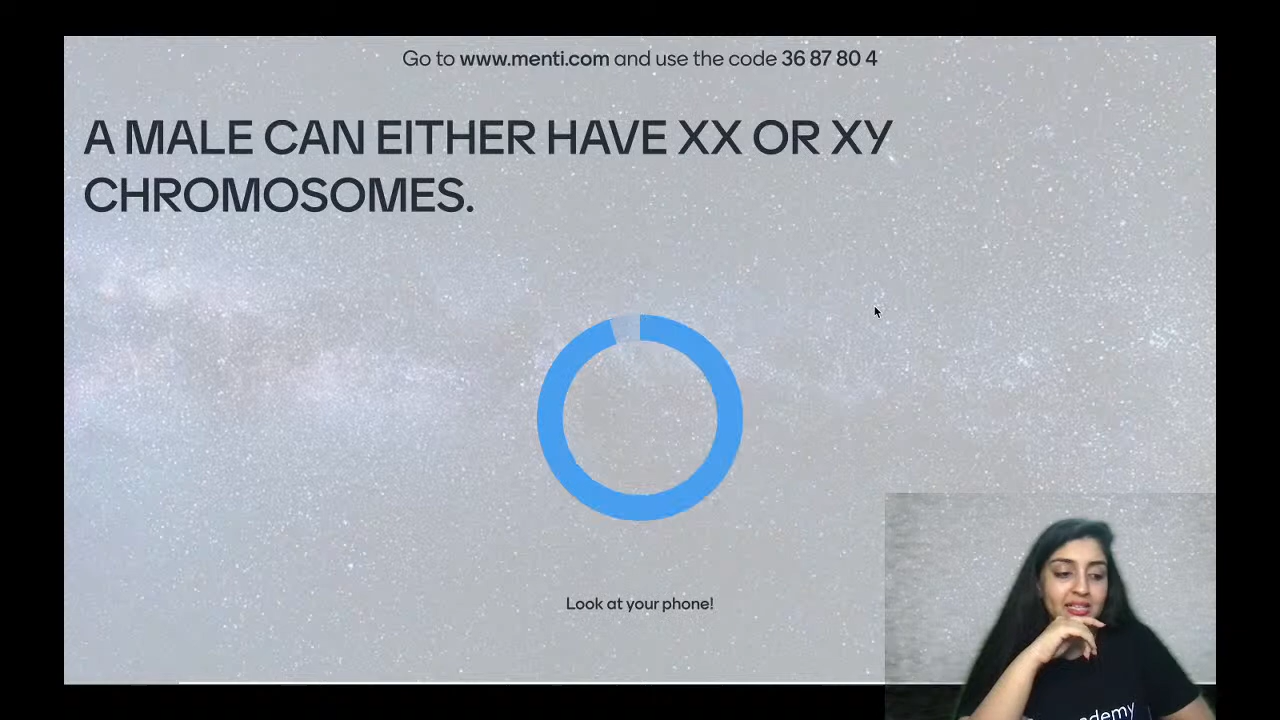 Go to www.menti.com and use the code 36 87 80 4
A MALE CAN EITHER HAVE XX OR XY
CHROMOSOMES.
Look at your phone!